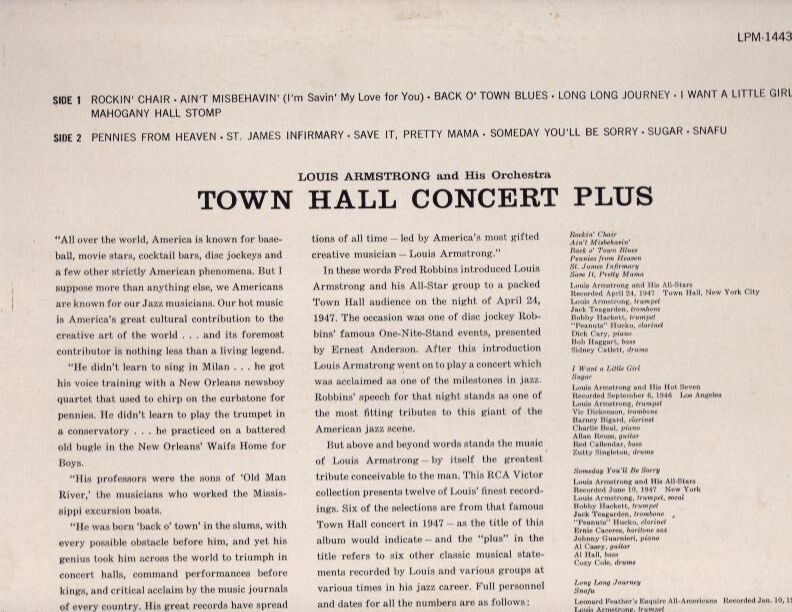 LPM-1443
SIDE 1 ROCKIN' CHAIR • AIN'T MISBEHAVIN' (I'm Savin' My Love for You) • BACK O' TOWN BLUES • LONG LONG JOURNEY • I WANT A LITTLE GIRL
MAHOGANY HALL STOMP
SIDE 2 PENNIES FROM HEAVEN • ST. JAMES INFIRMARY • SAVE IT, PRETTY MAMA • SOMEDAY YOU'LL BE SORRY • SUGAR • SNAFU
LOUIS ARMSTRONG and His Orchestra
TOWN HALL CONCERT PLUS
"All over the world, America is known for base-
ball, movie stars, cocktail bars, disc jockeys and
a few other strictly American phenomena. But I
suppose more than anything else, we Americans
are known for our Jazz musicians. Our hot music
is America's great cultural contribution to the
creative art of the world . . . and its foremost
contributor is nothing less than a living legend.
"He didn't learn to sing in Milan . . . he got
his voice training with a New Orleans newsboy
quartet that used to chirp on the curbstone for
pennies. He didn't learn to play the trumpet in
a conservatory . . . he practiced on a battered
old bugle in the New Orleans' Waifs Home for
Boys.
"His professors were the sons of 'Old Man
River,' the musicians who worked the Missis-
sippi excursion boats.
"He was born 'back o' town' in the slums, with
every possible obstacle before him, and yet his
genius took him across the world to triumph in
concert halls, command performances before
kings, and critical acclaim by the music journals
of every country. His great records have spread
tions of all time – led by America's most gifted
creative musician – Louis Armstrong."
In these words Fred Robbins introduced Louis
Armstrong and his All-Star group to a packed
Town Hall audience on the night of April 24,
1947. The occasion was one of disc jockey Rob-
bins' famous One-Nite-Stand events, presented
by Ernest Anderson. After this introduction
Louis Armstrong went on to play a concert which
was acclaimed as one of the milestones in jazz.
Robbins' speech for that night stands as one of
the most fitting tributes to this giant of the
American jazz scene.
But above and beyond words stands the music
of Louis Armstrong – by itself the greatest
tribute conceivable to the man. This RCA Victor
collection presents twelve of Louis' finest record-
ings. Six of the selections are from that famous
Town Hall concert in 1947 – as the title of this
album would indicate – and the "plus" in the
title refers to six other classic musical state-
ments recorded by Louis and various groups at
various times in his jazz career. Full personnel
and dates for all the numbers are as follows:
Rockin' Chair
Ain't Misbehavin'
Back o' Town Blues
Pennies from Heaven
St. James Infirmary
Save It, Pretty Mama
Louis Armstrong and His All-Stars
Recorded April 24, 1947 Town Hall, New York City
Louis Armstrong, trumpet
Jack Teagarden, trombone
Bobby Hackett, trumpet
"Peanuts" Hucko, clarinet
Dick Cary, piano
Bob Haggart, bass
Sidney Catlett, drums
I Want a Little Girl
Sugar
Louis Armstrong and His Hot Seven
Recorded September 6, 1946 Los Angeles
Louis Armstrong, trumpet
Vic Dickenson, trombone
Barney Bigard, clarinet
Charlie Beal, piano
Allan Reuss, guitar
Red Callendar, bass
Zutty Singleton, drums
Someday You'll Be Sorry
Louis Armstrong and His All-Stars
Recorded June 10, 1947 New York
Louis Armstrong, trumpet, vocal
Bobby Hackett, trumpet
Jack Teagarden, trombone
"Peanuts" Hucko, clarinet
Ernie Caceres, baritone sax
Johnny Guarnieri, piano
Al Casey, guitar
Al Hall, bass
Cozy Cole, drums
Long Long Journey
Snafu
Leonard Feather's Esquire All-Americans Recorded Jan. 10, 1
Louis Armstrong, trumpet